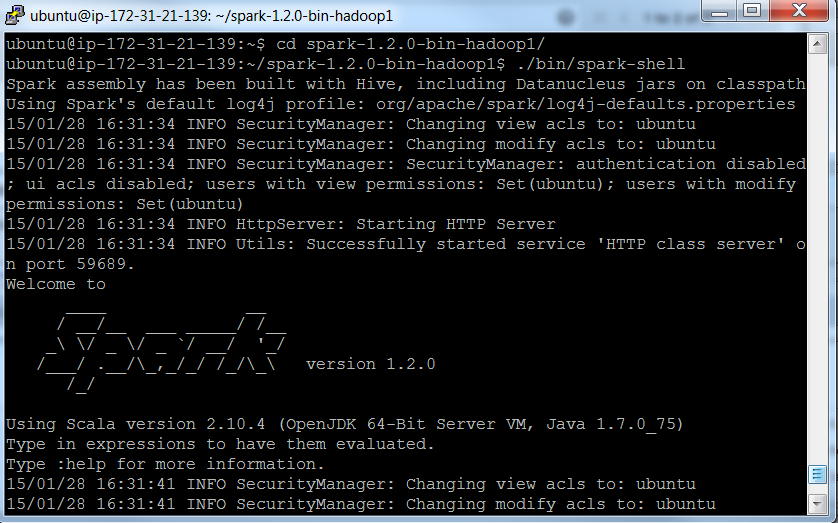 ubuntu@ip-172-31-21-139: ~/spark-1.2.0-bin-hadoop1
ubuntu@ip-172-31-21-139:~$ cd spark-1.2.0-bin-hadoop1/
ubuntu@ip-172-31-21-139:~/spark-1.2.0-bin-hadoop1$ ./bin/spark-shell
Spark assembly has been built with Hive, including Datanucleus jars on classpath
Using Spark's default log4j profile: org/apache/spark/log4j-defaults.properties
15/01/28 16:31:34 INFO SecurityManager: Changing view acls to: ubuntu
15/01/28 16:31:34 INFO SecurityManager: Changing modify acls to: ubuntu
15/01/28 16:31:34 INFO SecurityManager: SecurityManager: authentication disabled
; ui acls disabled; users with view permissions: Set(ubuntu); users with modify
permissions: Set(ubuntu)
15/01/28 16:31:34 INFO HttpServer: Starting HTTP Server
15/01/28 16:31:34 INFO Utils: Successfully started service 'HTTP class server' o
n port 59689.
Welcome to
Spark version 1.2.0
Using Scala version 2.10.4 (OpenJDK 64-Bit Server VM, Java 1.7.0_75)
Type in expressions to have them evaluated.
Type :help for more information.
15/01/28 16:31:41 INFO SecurityManager: Changing view acls to: ubuntu
15/01/28 16:31:41 INFO SecurityManager: Changing modify acls to: ubuntu